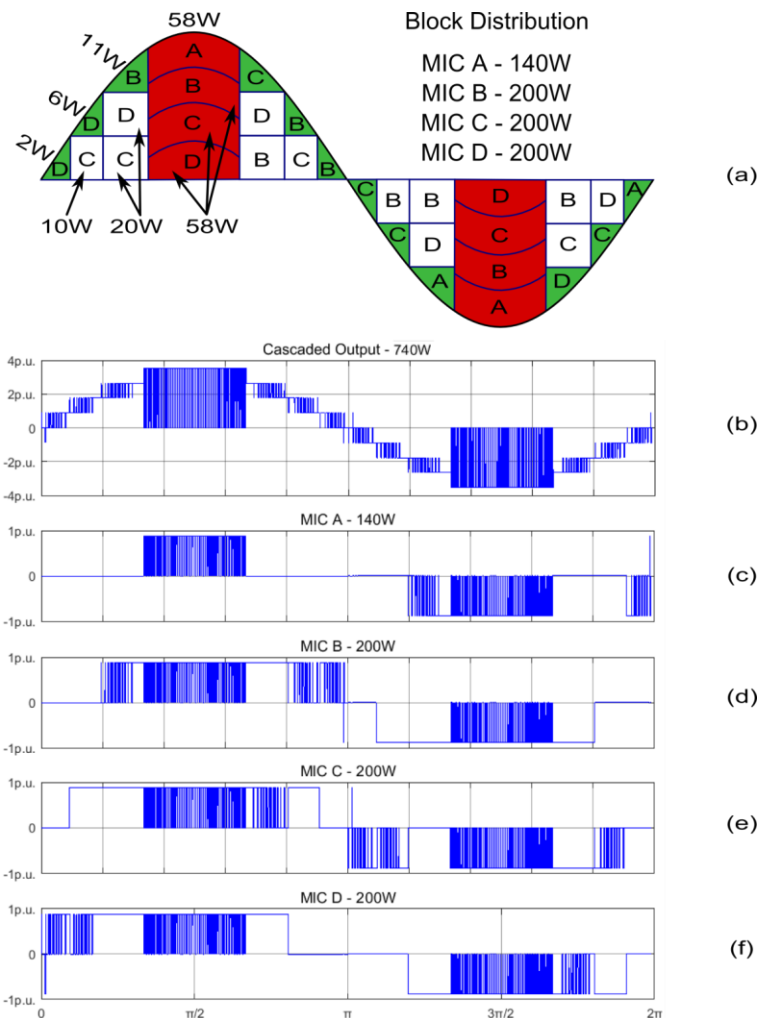 58W
Block Distribution
MIC A - 140W
MIC B - 200W
MIC C - 200W
MIC D - 200W
(a)
11W
6W
2W
A
B B C
D D C D B
D C C D B C B
10W 20W 58W
C B B D B D A
C D C C C
A B D
A
Cascaded Output - 740W
4p.u.
2p.u.
0
-2p.u.
-4p.u.
(b)
MIC A - 140W
1p.u.
0
-1p.u.
(c)
MIC B - 200W
1p.u.
0
-1p.u.
(d)
MIC C - 200W
1p.u.
0
-1p.u.
(e)
MIC D - 200W
1p.u.
0
-1p.u.
(f)
0 π/2 π 3π/2 2π